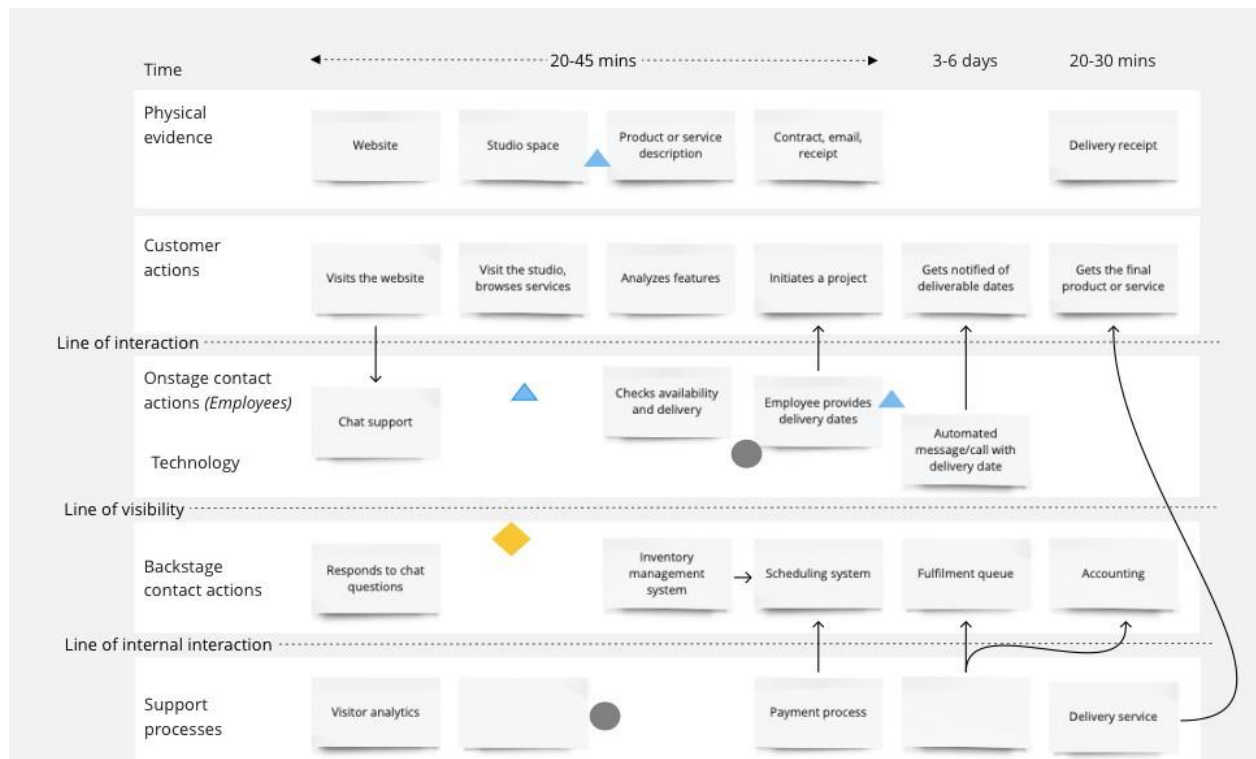 Time
20-45 mins
3-6 days
20-30 mins
Physical
evidence
Website
Studio space
Product or service
description
Contract, email,
receipt
Delivery receipt
Customer
actions
Visits the website
Visit the studio,
browses services
Analyzes features
Initiates a project
Gets notified of
deliverable dates
Gets the final
product or service
Line of interaction
Onstage contact
actions (Employees)
Chat support
Checks availability
and delivery
Employee provides
delivery dates
Automated
message/call with
delivery date
Technology
Line of visibility
Backstage
contact actions
Responds to chat
questions
Inventory
management
system
Scheduling system
Fulfilment queue
Accounting
Line of internal interaction
Support
processes
Visitor analytics
Payment process
Delivery service